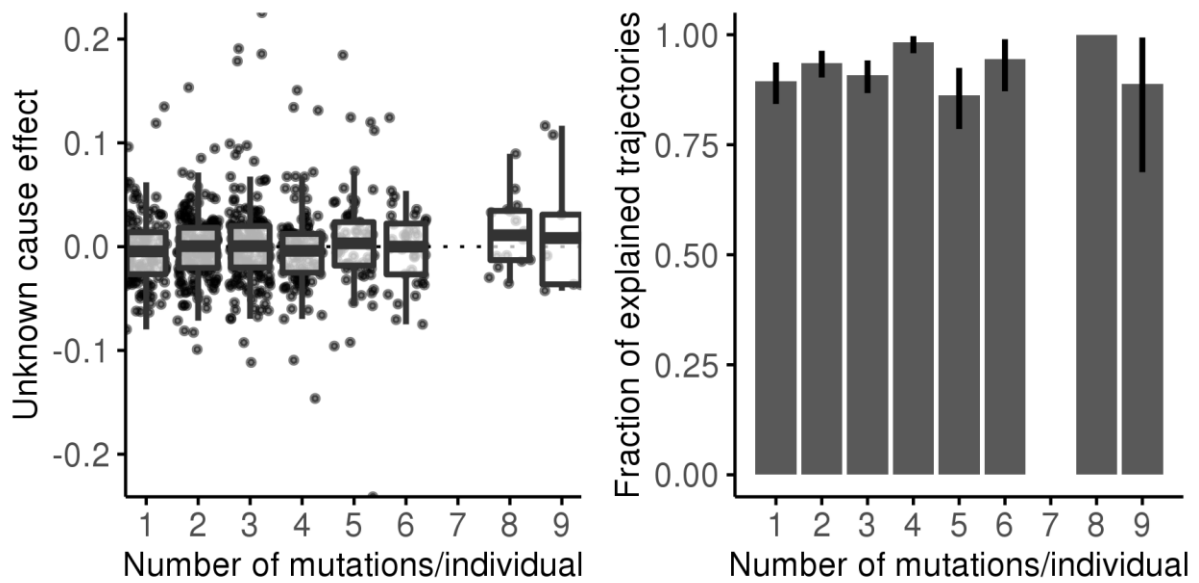 Unknown cause effect
0.2
0.1
0.0
-0.1
-0.2
1 2 3 4 5 6 7 8 9
Number of mutations/individual
Fraction of explained trajectories
1.00
0.75
0.50
0.25
0.00
1 2 3 4 5 6 7 8 9
Number of mutations/individual